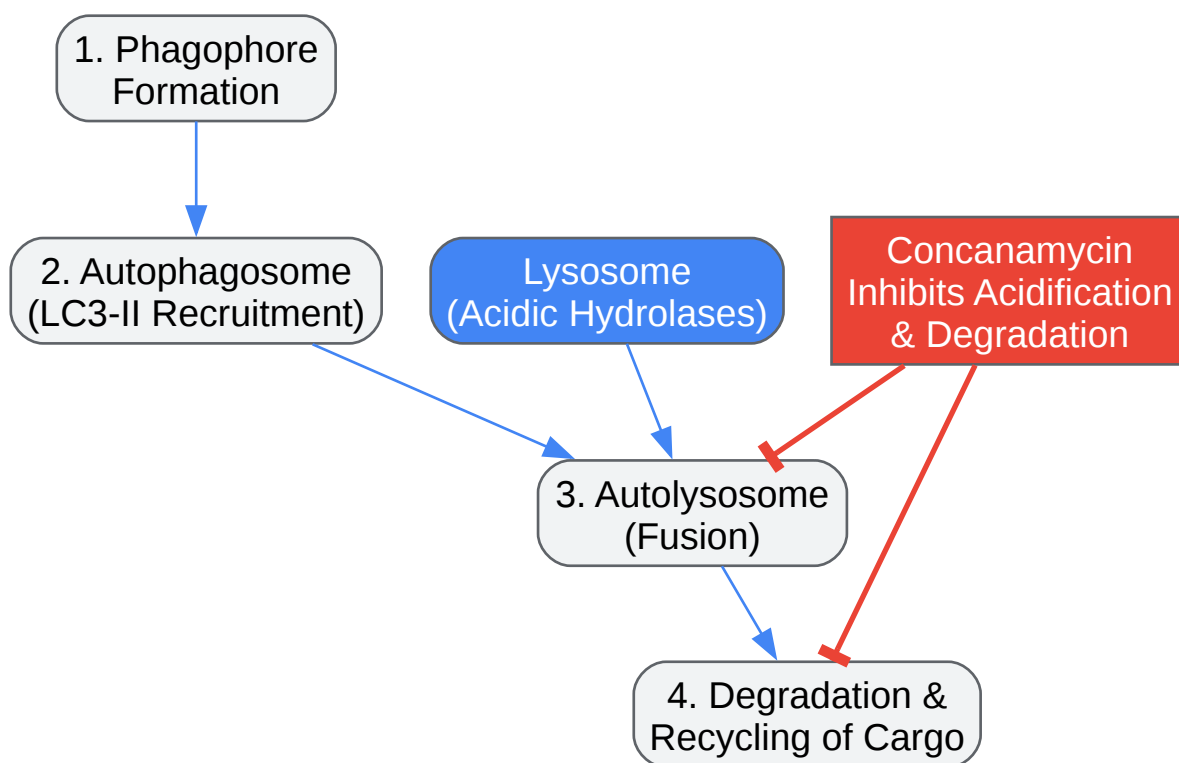 1. Phagophore
Formation
2. Autophagosome
(LC3-II Recruitment)
Lysosome
(Acidic Hydrolases)
Concanamycin
Inhibits Acidification
& Degradation
3. Autolysosome
(Fusion)
4. Degradation &
Recycling of Cargo